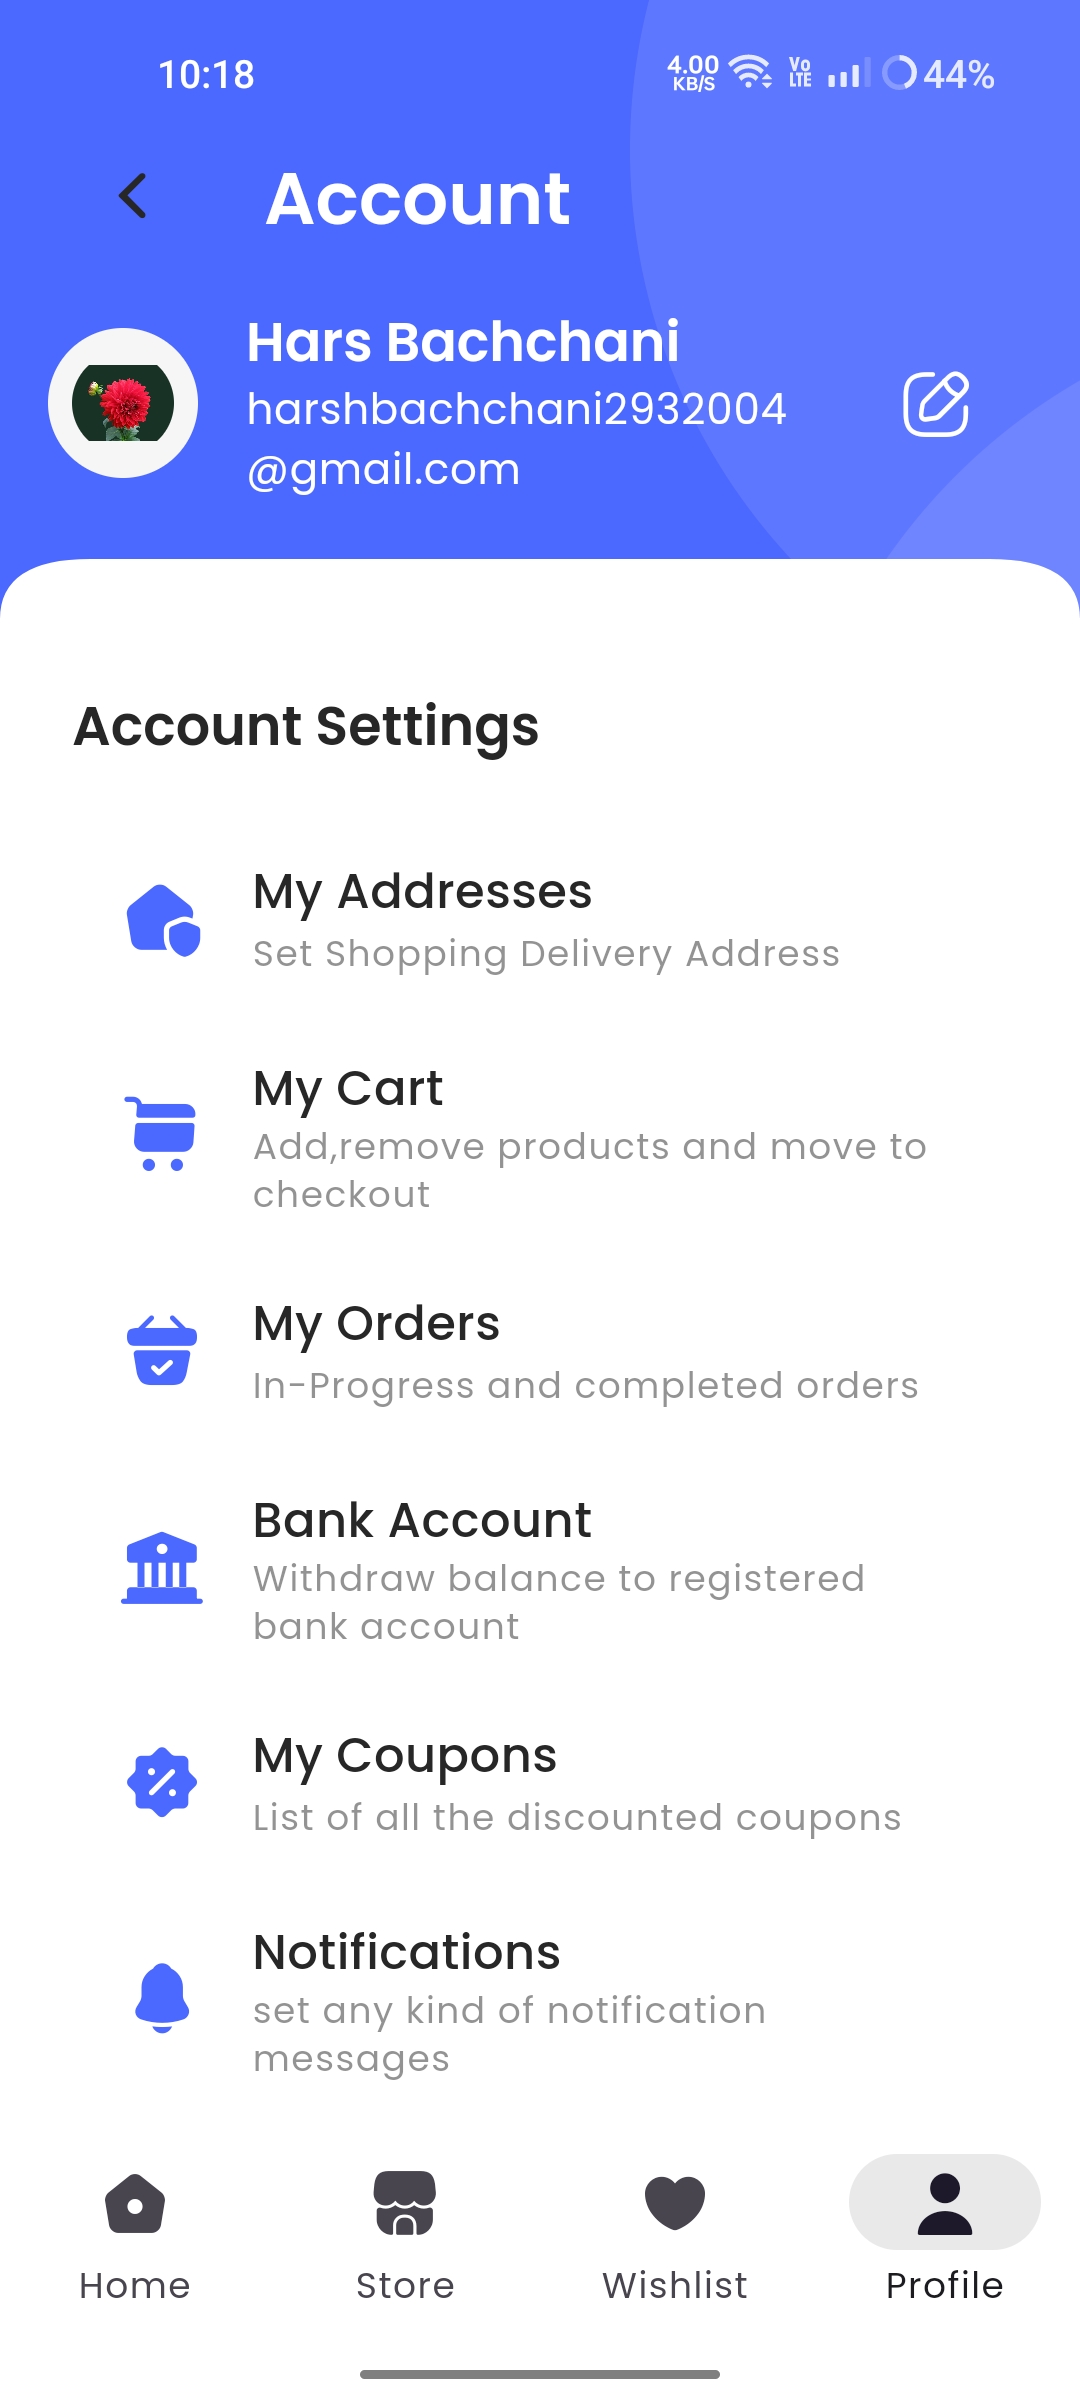 10:18
4.00 KB/S Vo LTE 44%
Account
Hars Bachchani
harshbachchani2932004
@gmail.com
Account Settings
My Addresses
Set Shopping Delivery Address
My Cart
Add,remove products and move to
checkout
My Orders
In-Progress and completed orders
Bank Account
Withdraw balance to registered
bank account
My Coupons
List of all the discounted coupons
Notifications
set any kind of notification
messages
Home Store Wishlist Profile